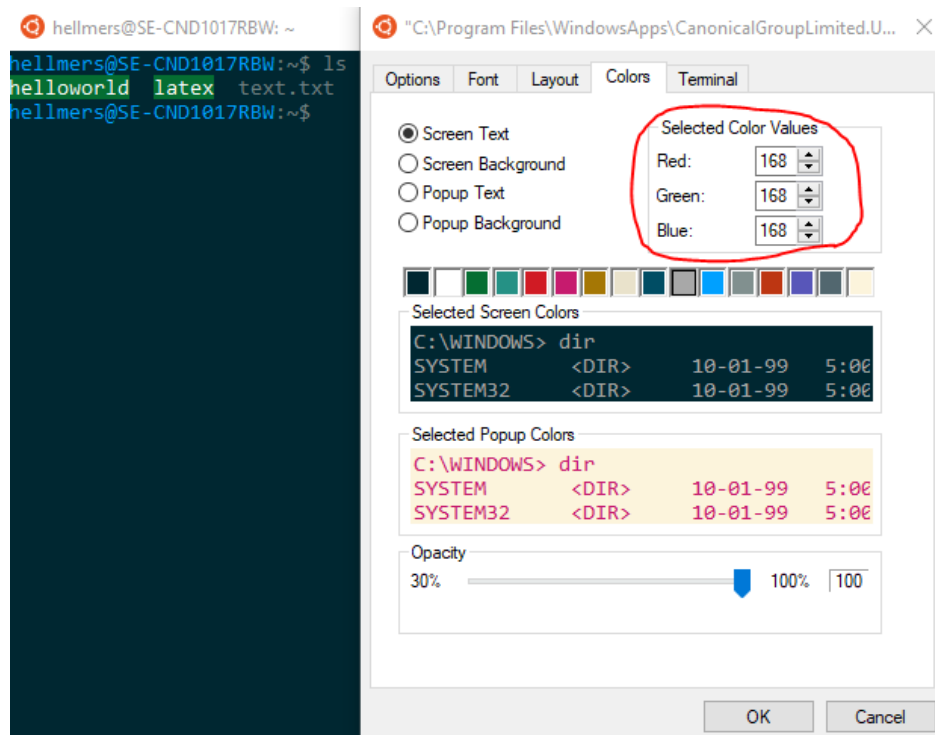 hellmers@SE-CND1017RBW: ~
hellmers@SE-CND1017RBW:~$ ls
helloworld latex text.txt
hellmers@SE-CND1017RBW:~$
"C:\Program Files\WindowsApps\CanonicalGroupLimited.U...
Options Font Layout Colors Terminal
Screen Text
Screen Background
Popup Text
Popup Background
Selected Color Values
Red: 168
Green: 168
Blue: 168
Selected Screen Colors
C:\WINDOWS> dir
SYSTEM <DIR> 10-01-99 5:00
SYSTEM32 <DIR> 10-01-99 5:00
Selected Popup Colors
C:\WINDOWS> dir
SYSTEM <DIR> 10-01-99 5:00
SYSTEM32 <DIR> 10-01-99 5:00
Opacity
30% 100% 100
OK Cancel